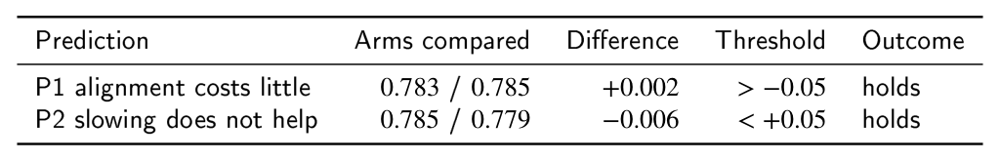 Prediction Arms compared Difference Threshold Outcome
P1 alignment costs little 0.783 / 0.785 +0.002 > −0.05 holds
P2 slowing does not help 0.785 / 0.779 −0.006 < +0.05 holds